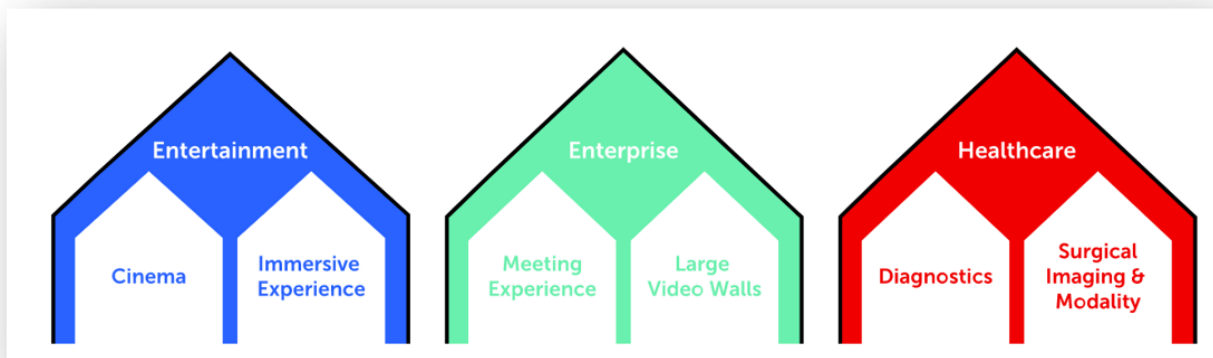 Entertainment
Cinema
Immersive
Experience
Enterprise
Meeting
Experience
Large
Video Walls
Healthcare
Diagnostics
Surgical
Imaging &
Modality